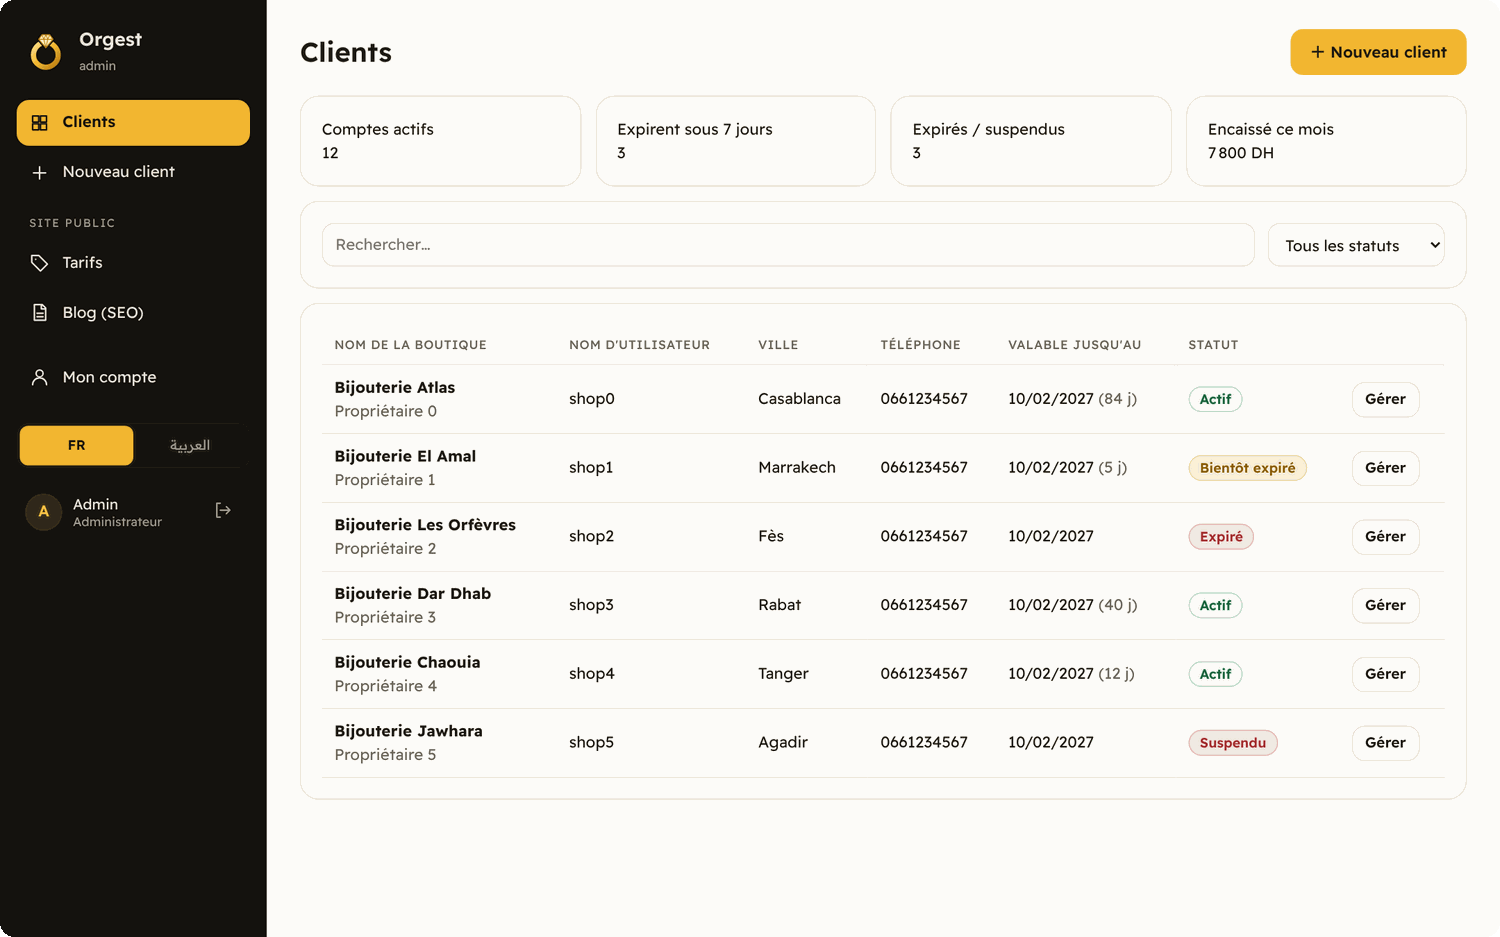 Orgest
admin
Clients
Nouveau client
SITE PUBLIC
Tarifs
Blog (SEO)
Mon compte
FR
العربية
A
Admin
Administrateur
Clients
+ Nouveau client
Comptes actifs
12
Expirent sous 7 jours
3
Expirés / suspendus
3
Encaissé ce mois
7 800 DH
Rechercher...
Tous les statuts
NOM DE LA BOUTIQUE NOM D'UTILISATEUR VILLE TÉLÉPHONE VALABLE JUSQU'AU STATUT
Bijouterie Atlas
Propriétaire 0
shop0 Casablanca 0661234567 10/02/2027 (84 j) Actif Gérer
Bijouterie El Amal
Propriétaire 1
shop1 Marrakech 0661234567 10/02/2027 (5 j) Bientôt expiré Gérer
Bijouterie Les Orfèvres
Propriétaire 2
shop2 Fès 0661234567 10/02/2027 Expiré Gérer
Bijouterie Dar Dhab
Propriétaire 3
shop3 Rabat 0661234567 10/02/2027 (40 j) Actif Gérer
Bijouterie Chaouia
Propriétaire 4
shop4 Tanger 0661234567 10/02/2027 (12 j) Actif Gérer
Bijouterie Jawhara
Propriétaire 5
shop5 Agadir 0661234567 10/02/2027 Suspendu Gérer